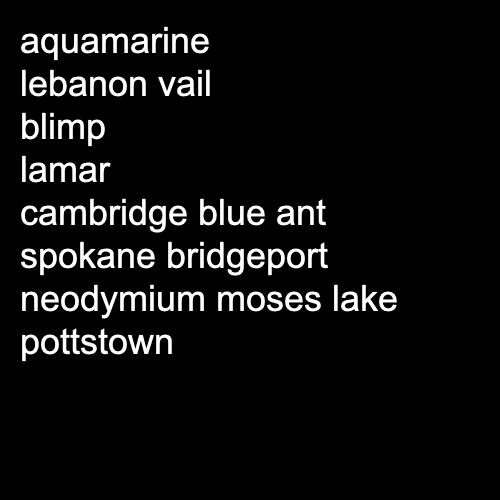 aquamarine
lebanon vail
blimp
lamar
cambridge blue ant
spokane bridgeport
neodymium moses lake
pottstown